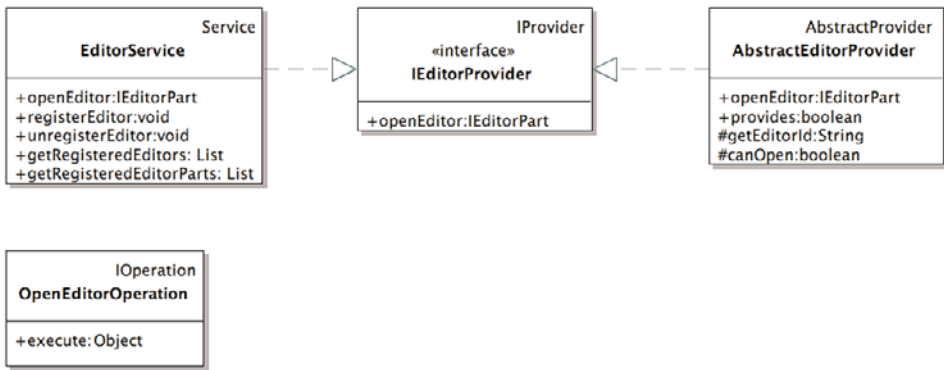 Service
EditorService
+openEditor:IEditorPart
+registerEditor:void
+unregisterEditor:void
+getRegisteredEditors: List
+getRegisteredEditorParts: List
IProvider
«interface»
IEditorProvider
+openEditor:IEditorPart
AbstractProvider
AbstractEditorProvider
+openEditor:IEditorPart
+provides:boolean
#getEditorId:String
#canOpen:boolean
IOperation
OpenEditorOperation
+execute:Object